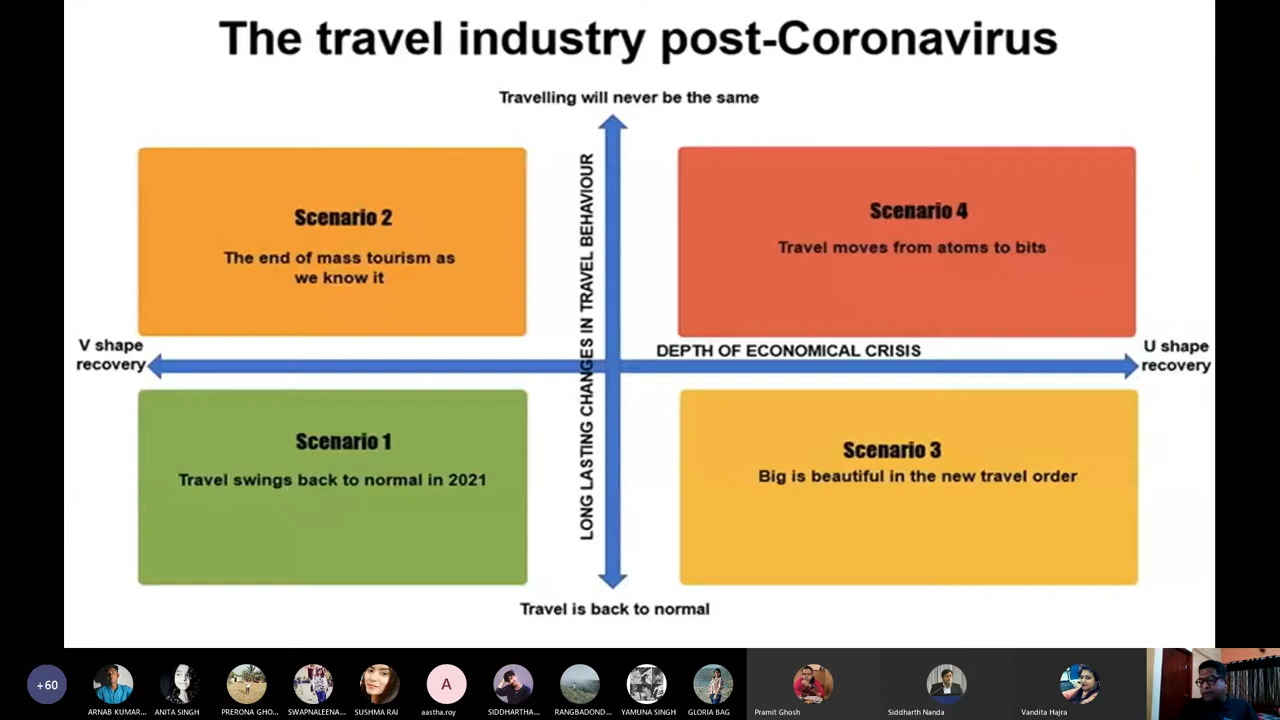 The travel industry post-Coronavirus
Travelling will never be the same
Scenario 2
The end of mass tourism as
we know it
Scenario 4
Travel moves from atoms to bits
LONG LASTING CHANGES IN TRAVEL BEHAVIOUR
V shape
recovery
DEPTH OF ECONOMICAL CRISIS
U shape
recovery
Scenario 1
Travel swings back to normal in 2021
Scenario 3
Big is beautiful in the new travel order
Travel is back to normal
+60
A
ARNAB KUMAR...
ANITA SINGH
PRERONA GHO...
SWAPNALEENA...
SUSHMA RAI
aastha.roy
SIDDHARTHA...
RANGBADOND...
YAMUNA SINGH
GLORIA BAG
Pramit Ghosh
Siddharth Nanda
Vandita Hajra